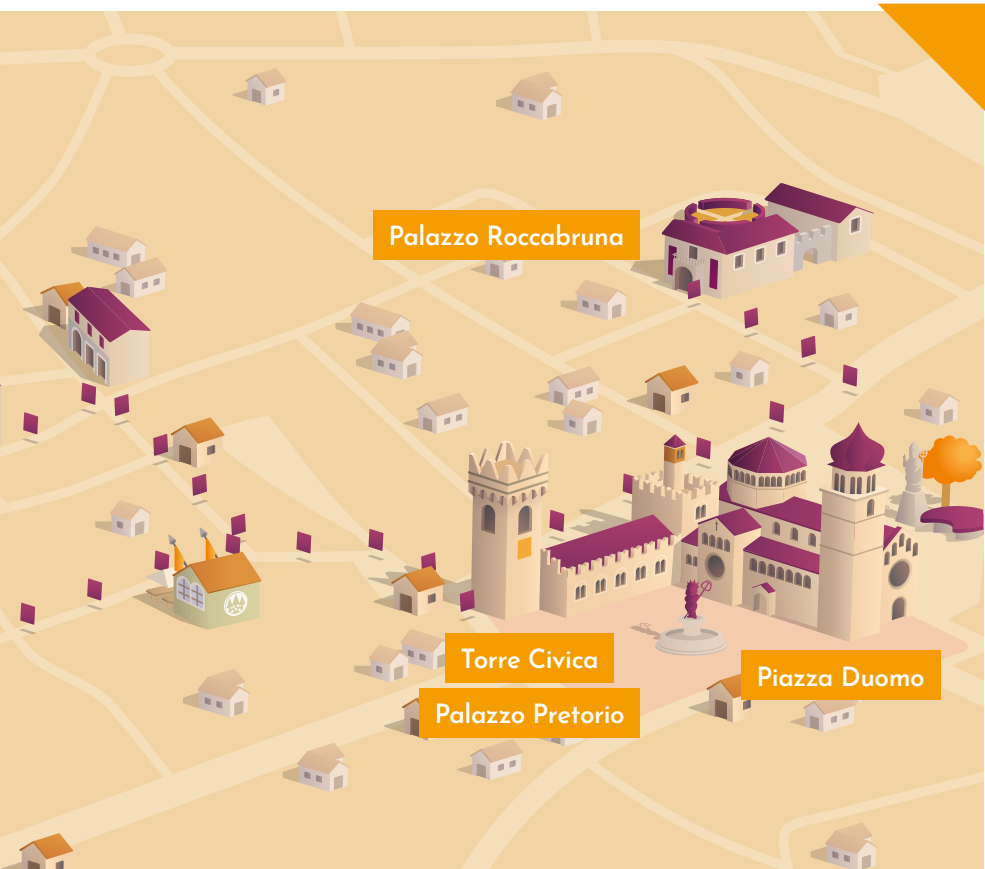 Palazzo Roccabruna
Torre Civica
Piazza Duomo
Palazzo Pretorio